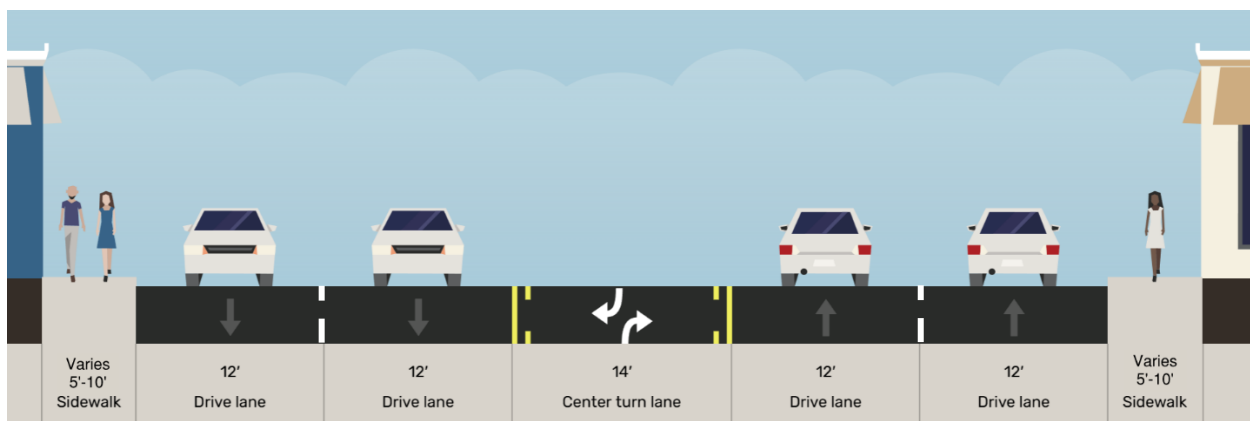 Varies
5'-10'
Sidewalk
12'
Drive lane
12'
Drive lane
14'
Center turn lane
12'
Drive lane
12'
Drive lane
Varies
5'-10'
Sidewalk